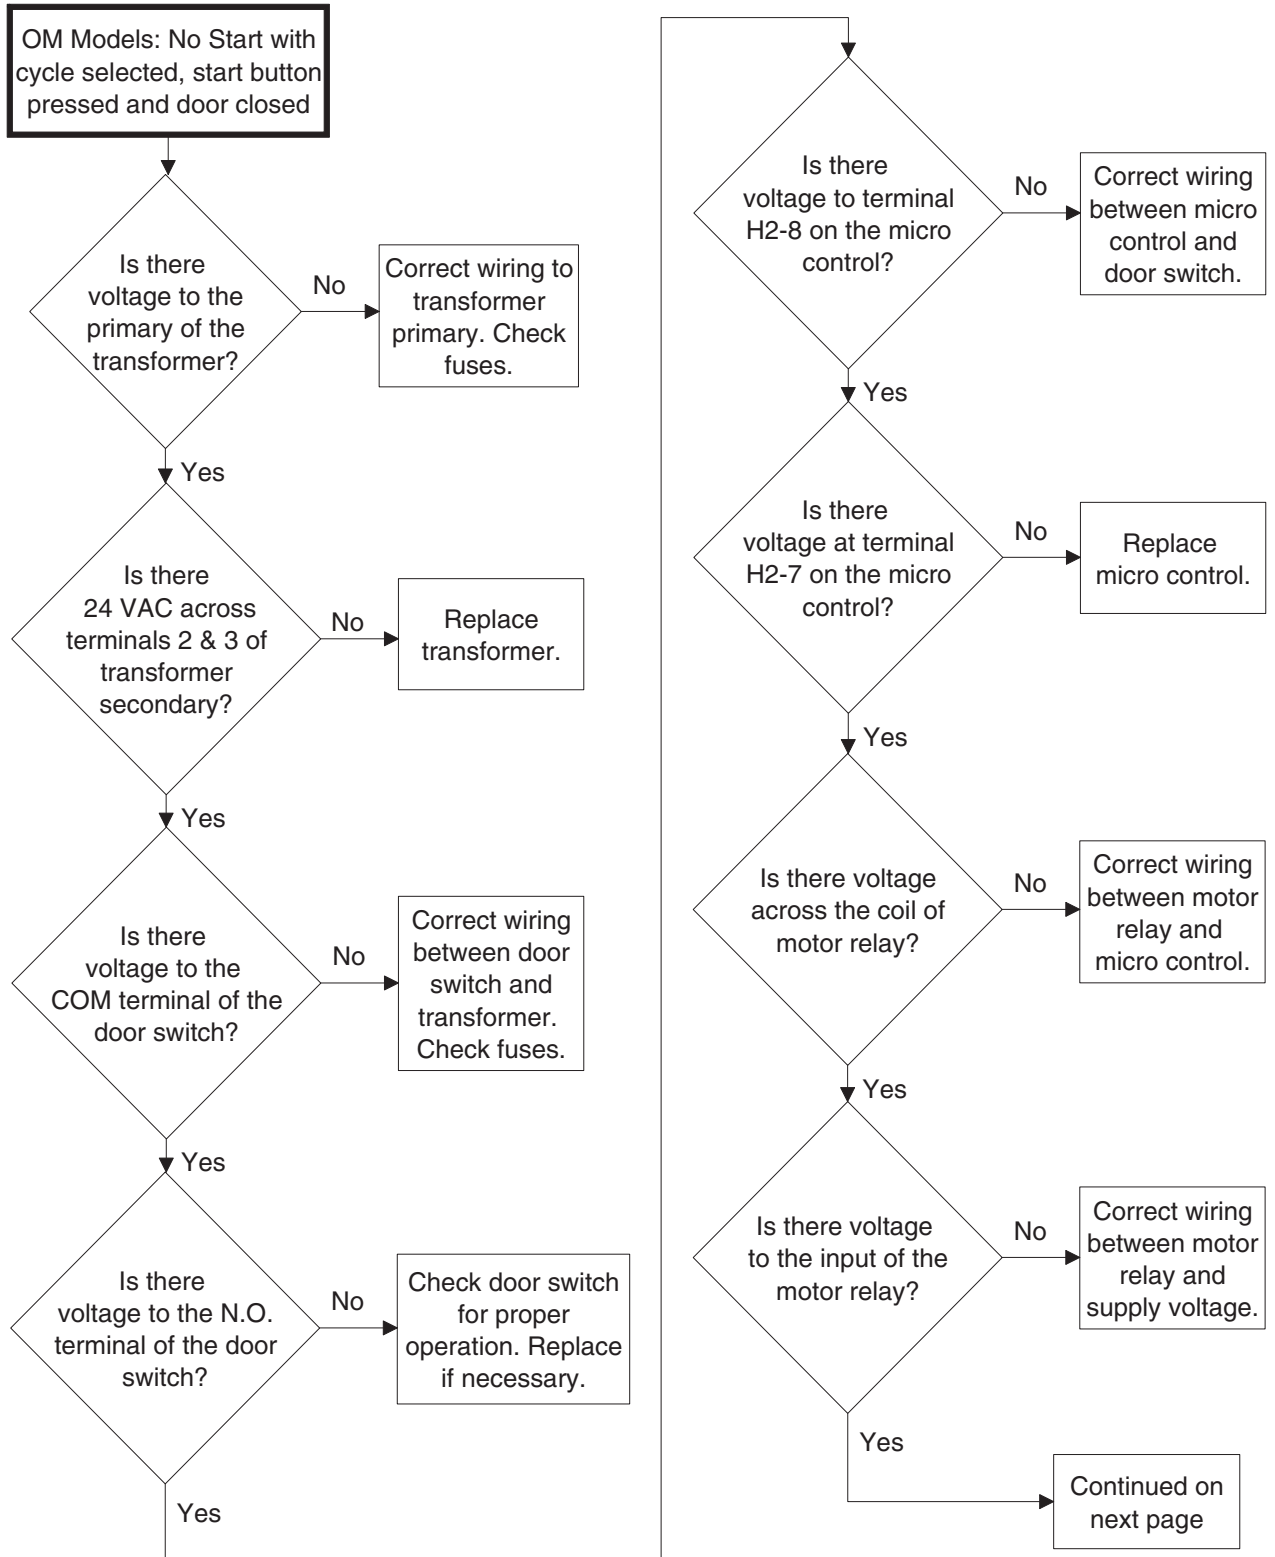 OM Models: No Start with
cycle selected, start button
pressed and door closed
Is there
voltage to the
primary of the
transformer?
No
Correct wiring to
transformer
primary. Check
fuses.
Yes
Is there
24 VAC across
terminals 2 & 3 of
transformer
secondary?
No
Replace
transformer.
Yes
Is there
voltage to the
COM terminal of the
door switch?
No
Correct wiring
between door
switch and
transformer.
Check fuses.
Yes
Is there
voltage to the N.O.
terminal of the door
switch?
No
Check door switch
for proper
operation. Replace
if necessary.
Yes
Is there
voltage to terminal
H2-8 on the micro
control?
No
Correct wiring
between micro
control and
door switch.
Yes
Is there
voltage at terminal
H2-7 on the micro
control?
No
Replace
micro control.
Yes
Is there voltage
across the coil of
motor relay?
No
Correct wiring
between motor
relay and
micro control.
Yes
Is there voltage
to the input of the
motor relay?
No
Correct wiring
between motor
relay and
supply voltage.
Yes
Continued on
next page